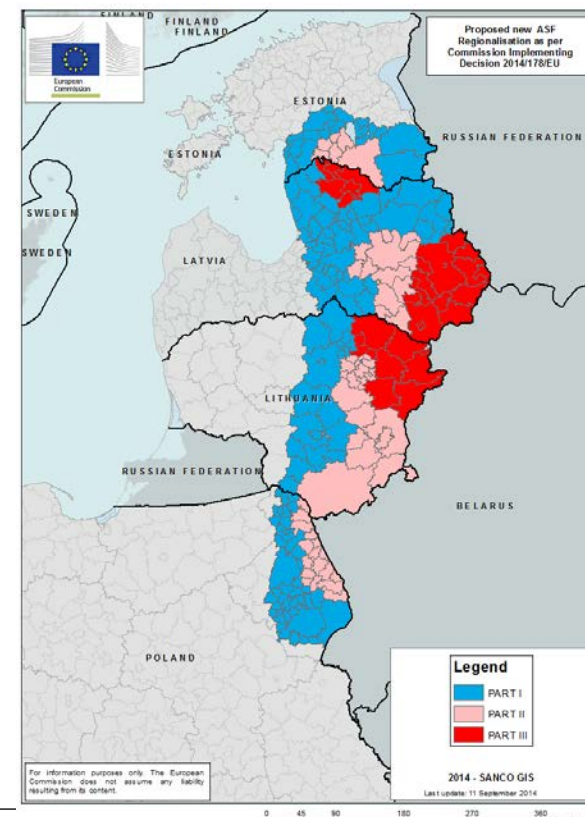 FINLAND
FINLAND
FINLAND
European
Commission
Proposed new ASF
Regionalisation as per
Commission Implementing
Decision 2014/178/EU
ESTONIA
RUSSIAN FEDERATION
ESTONIA
SWEDEN
SWEDEN
LATVIA
LITHUANIA
RUSSIAN FEDERATION
BELARUS
POLAND
Legend
PART I
PART II
PART III
2014 - SANCO GIS
Last update: 11 September 2014
For information purposes only. The European
Commission does not assume any liability
resulting from its content.
0 45 90 180 270 360